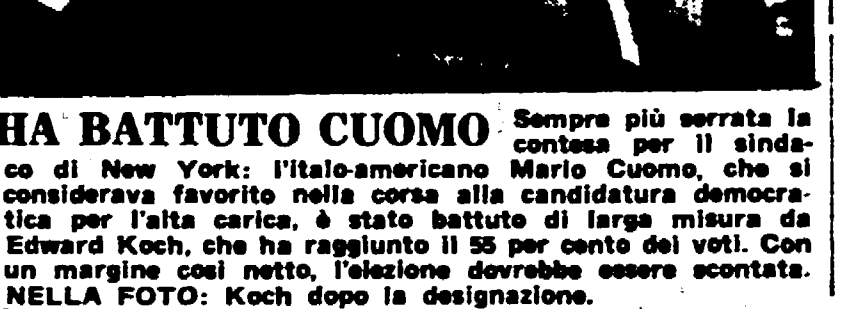 HA BATTUTO CUOMO Sempre più serrata la
contesa per il sinda-
co di New York: l'italo-americano Mario Cuomo, che si
considerava favorito nella corsa alla candidatura democra-
tica per l'alta carica, è stato battuto di larga misura da
Edward Koch, che ha raggiunto il 55 per cento dei voti. Con
un margine così netto, l'elezione dovrebbe essere scontata.
NELLA FOTO: Koch dopo la designazione.